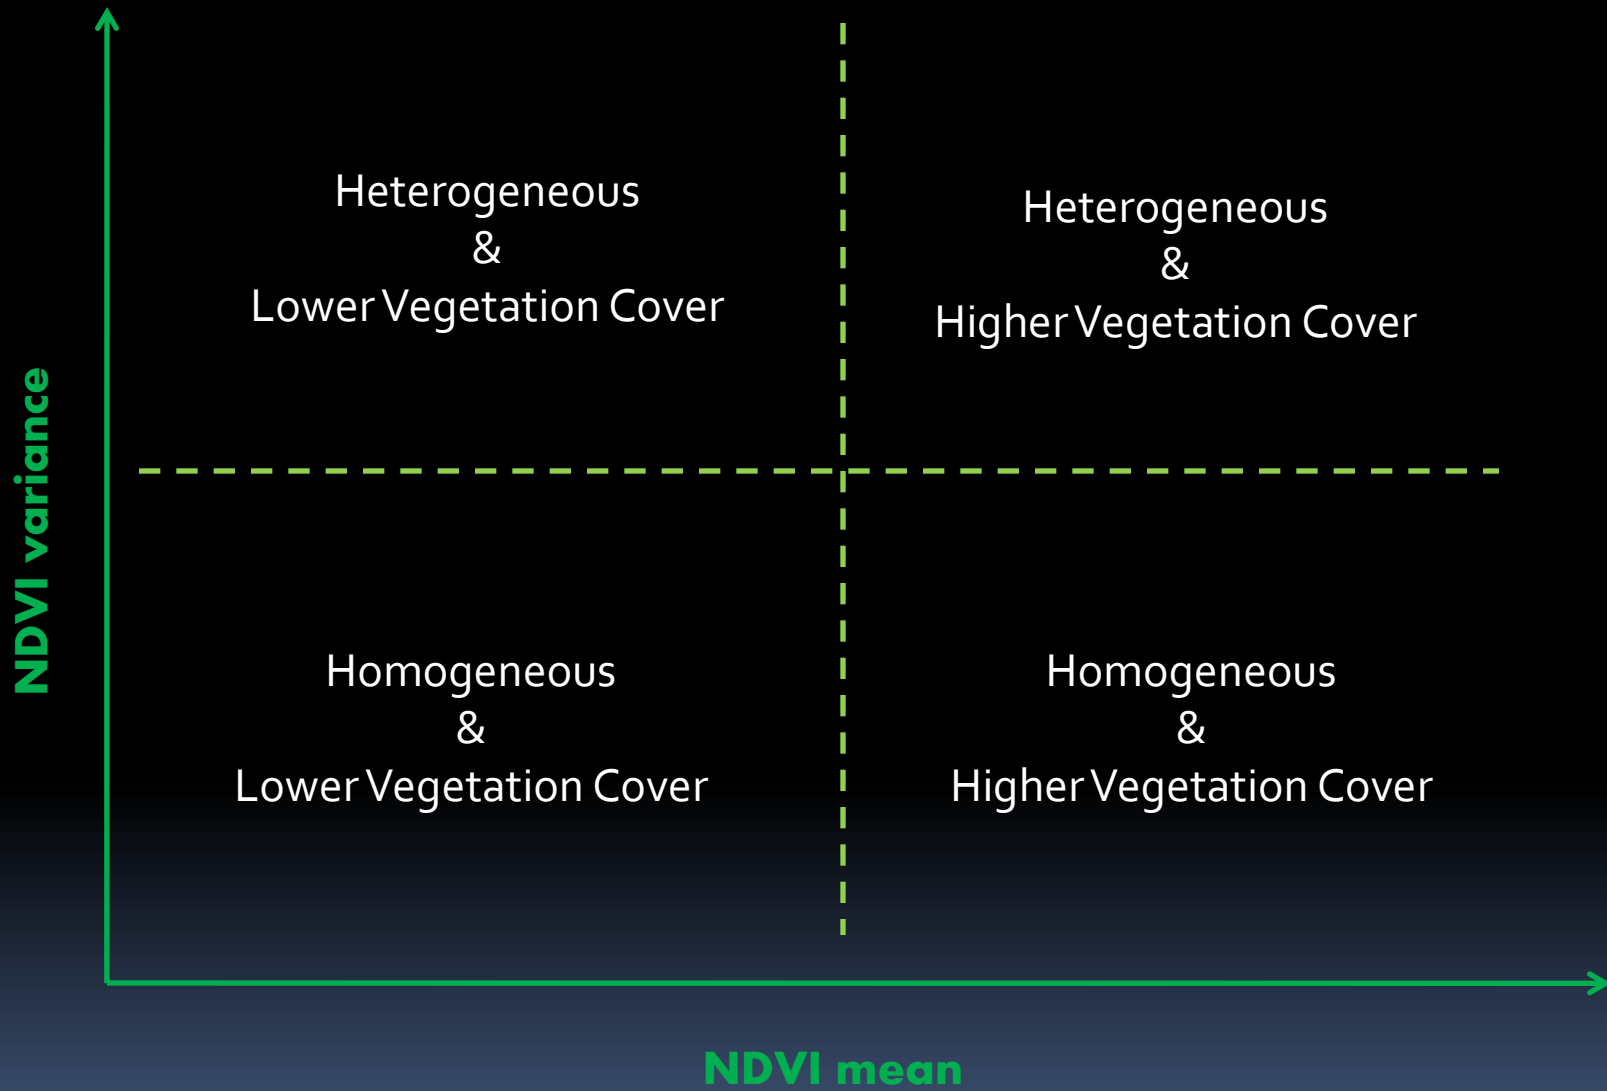 Heterogeneous
&
Lower Vegetation Cover
Heterogeneous
&
Higher Vegetation Cover
NDVI variance
Homogeneous
&
Lower Vegetation Cover
Homogeneous
&
Higher Vegetation Cover
NDVI mean